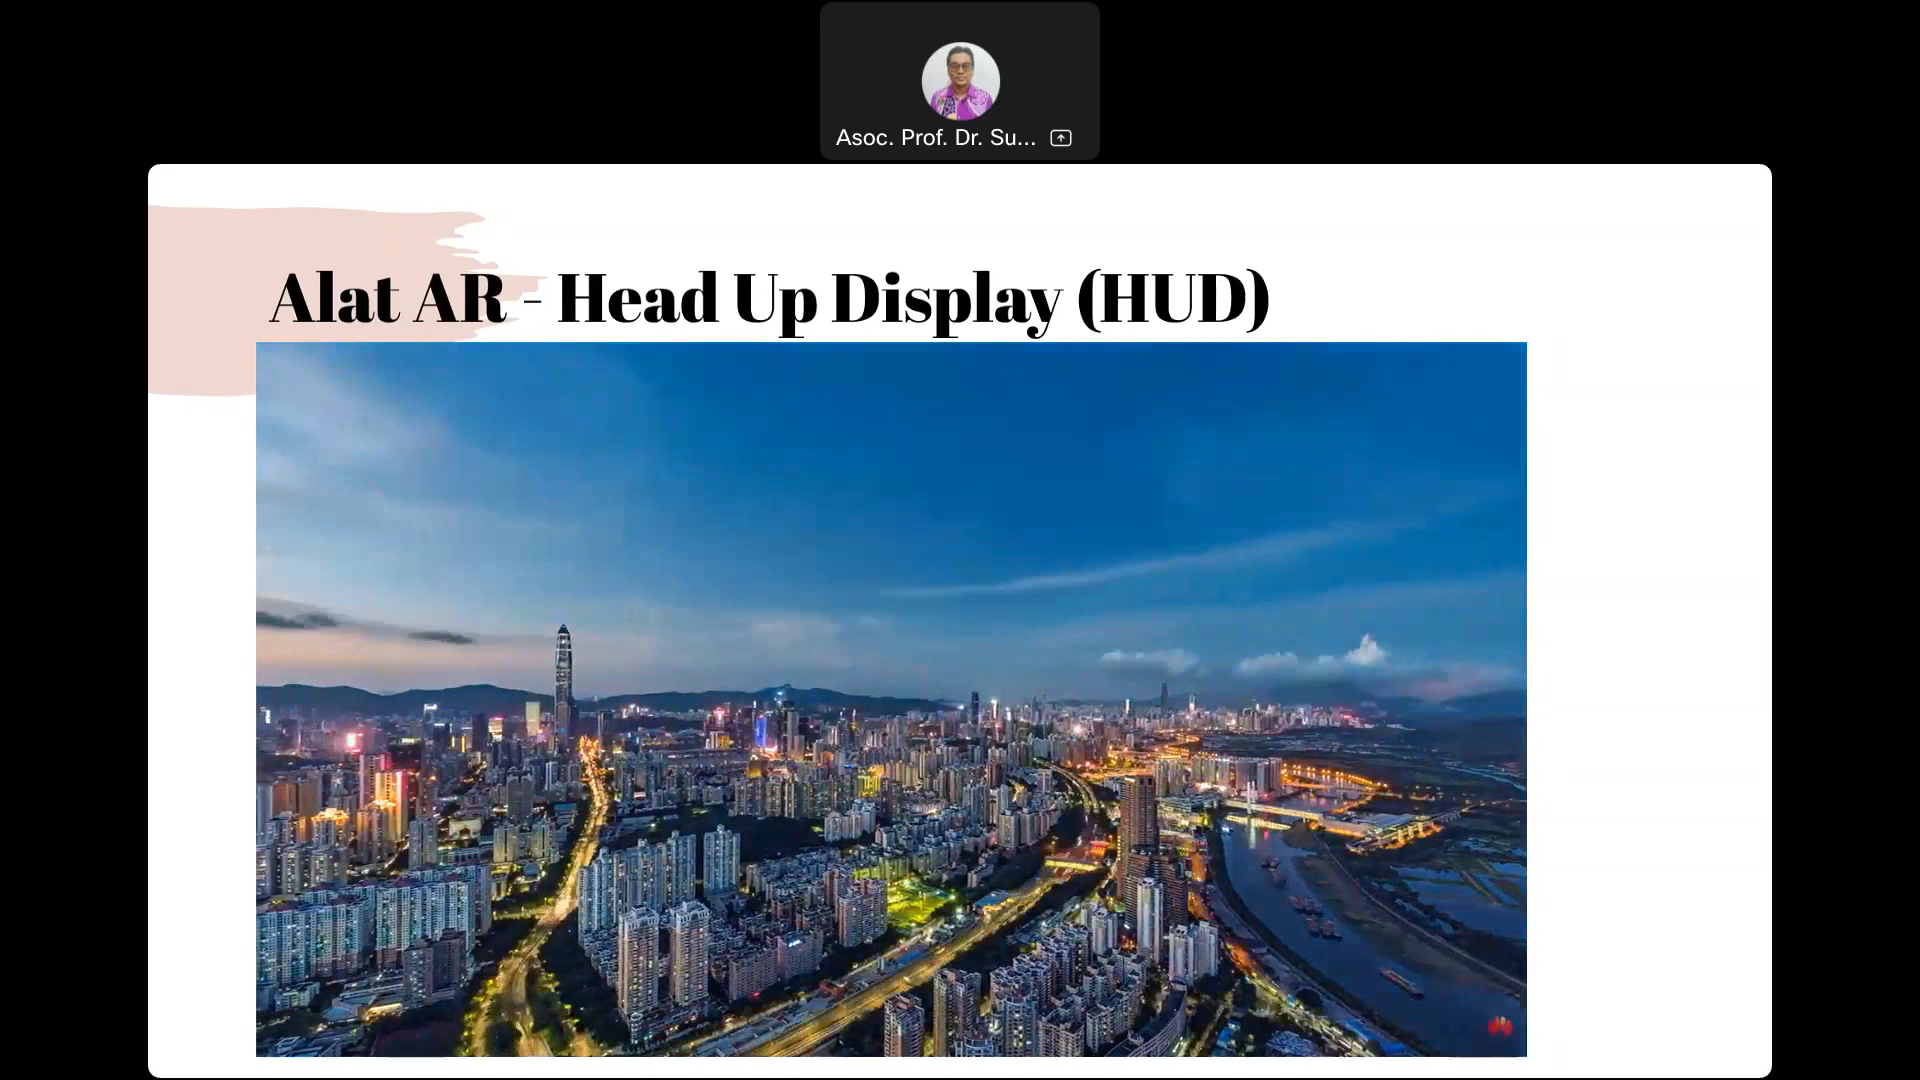 Asoc. Prof. Dr. Su...
Alat AR - Head Up Display (HUD)